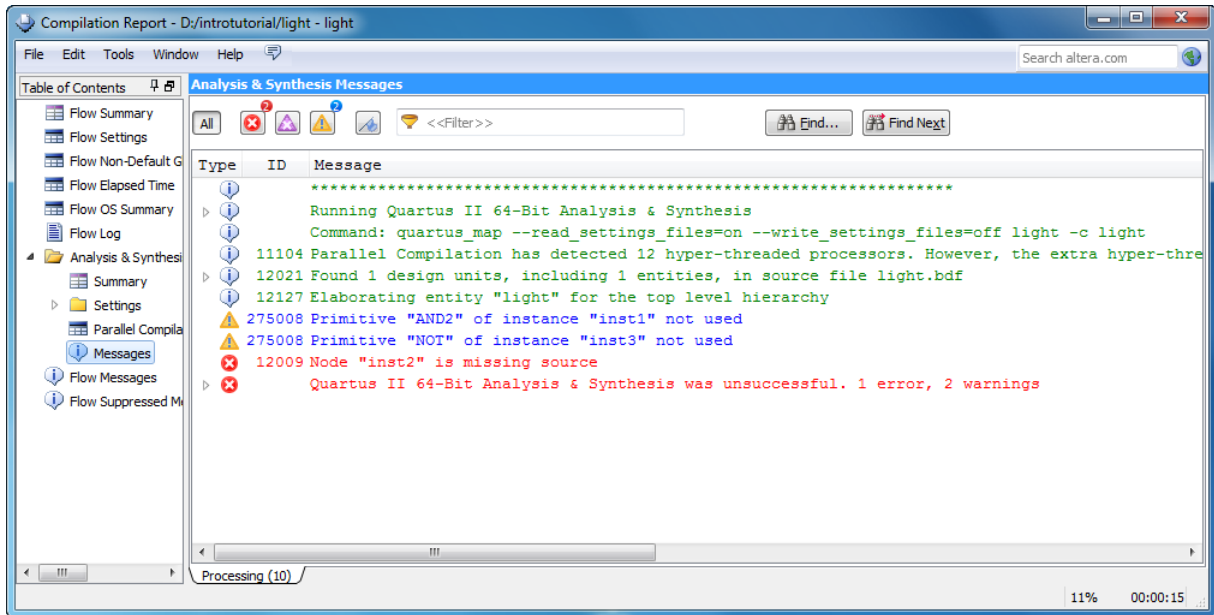 Compilation Report - D:/introtutorial/light - light
File Edit Tools Window Help
Search altera.com
Table of Contents
Analysis & Synthesis Messages
Flow Summary
Flow Settings
Flow Non-Default G
Flow Elapsed Time
Flow OS Summary
Flow Log
Analysis & Synthesi
Summary
Settings
Parallel Compila
Messages
Flow Messages
Flow Suppressed Me
All 2 2 <<Filter>> Find... Find Next
Type ID Message
********************************************************************
Running Quartus II 64-Bit Analysis & Synthesis
Command: quartus_map --read_settings_files=on --write_settings_files=off light -c light
11104 Parallel Compilation has detected 12 hyper-threaded processors. However, the extra hyper-thre
12021 Found 1 design units, including 1 entities, in source file light.bdf
12127 Elaborating entity "light" for the top level hierarchy
275008 Primitive "AND2" of instance "inst1" not used
275008 Primitive "NOT" of instance "inst3" not used
12009 Node "inst2" is missing source
Quartus II 64-Bit Analysis & Synthesis was unsuccessful. 1 error, 2 warnings
Processing (10)
11% 00:00:15